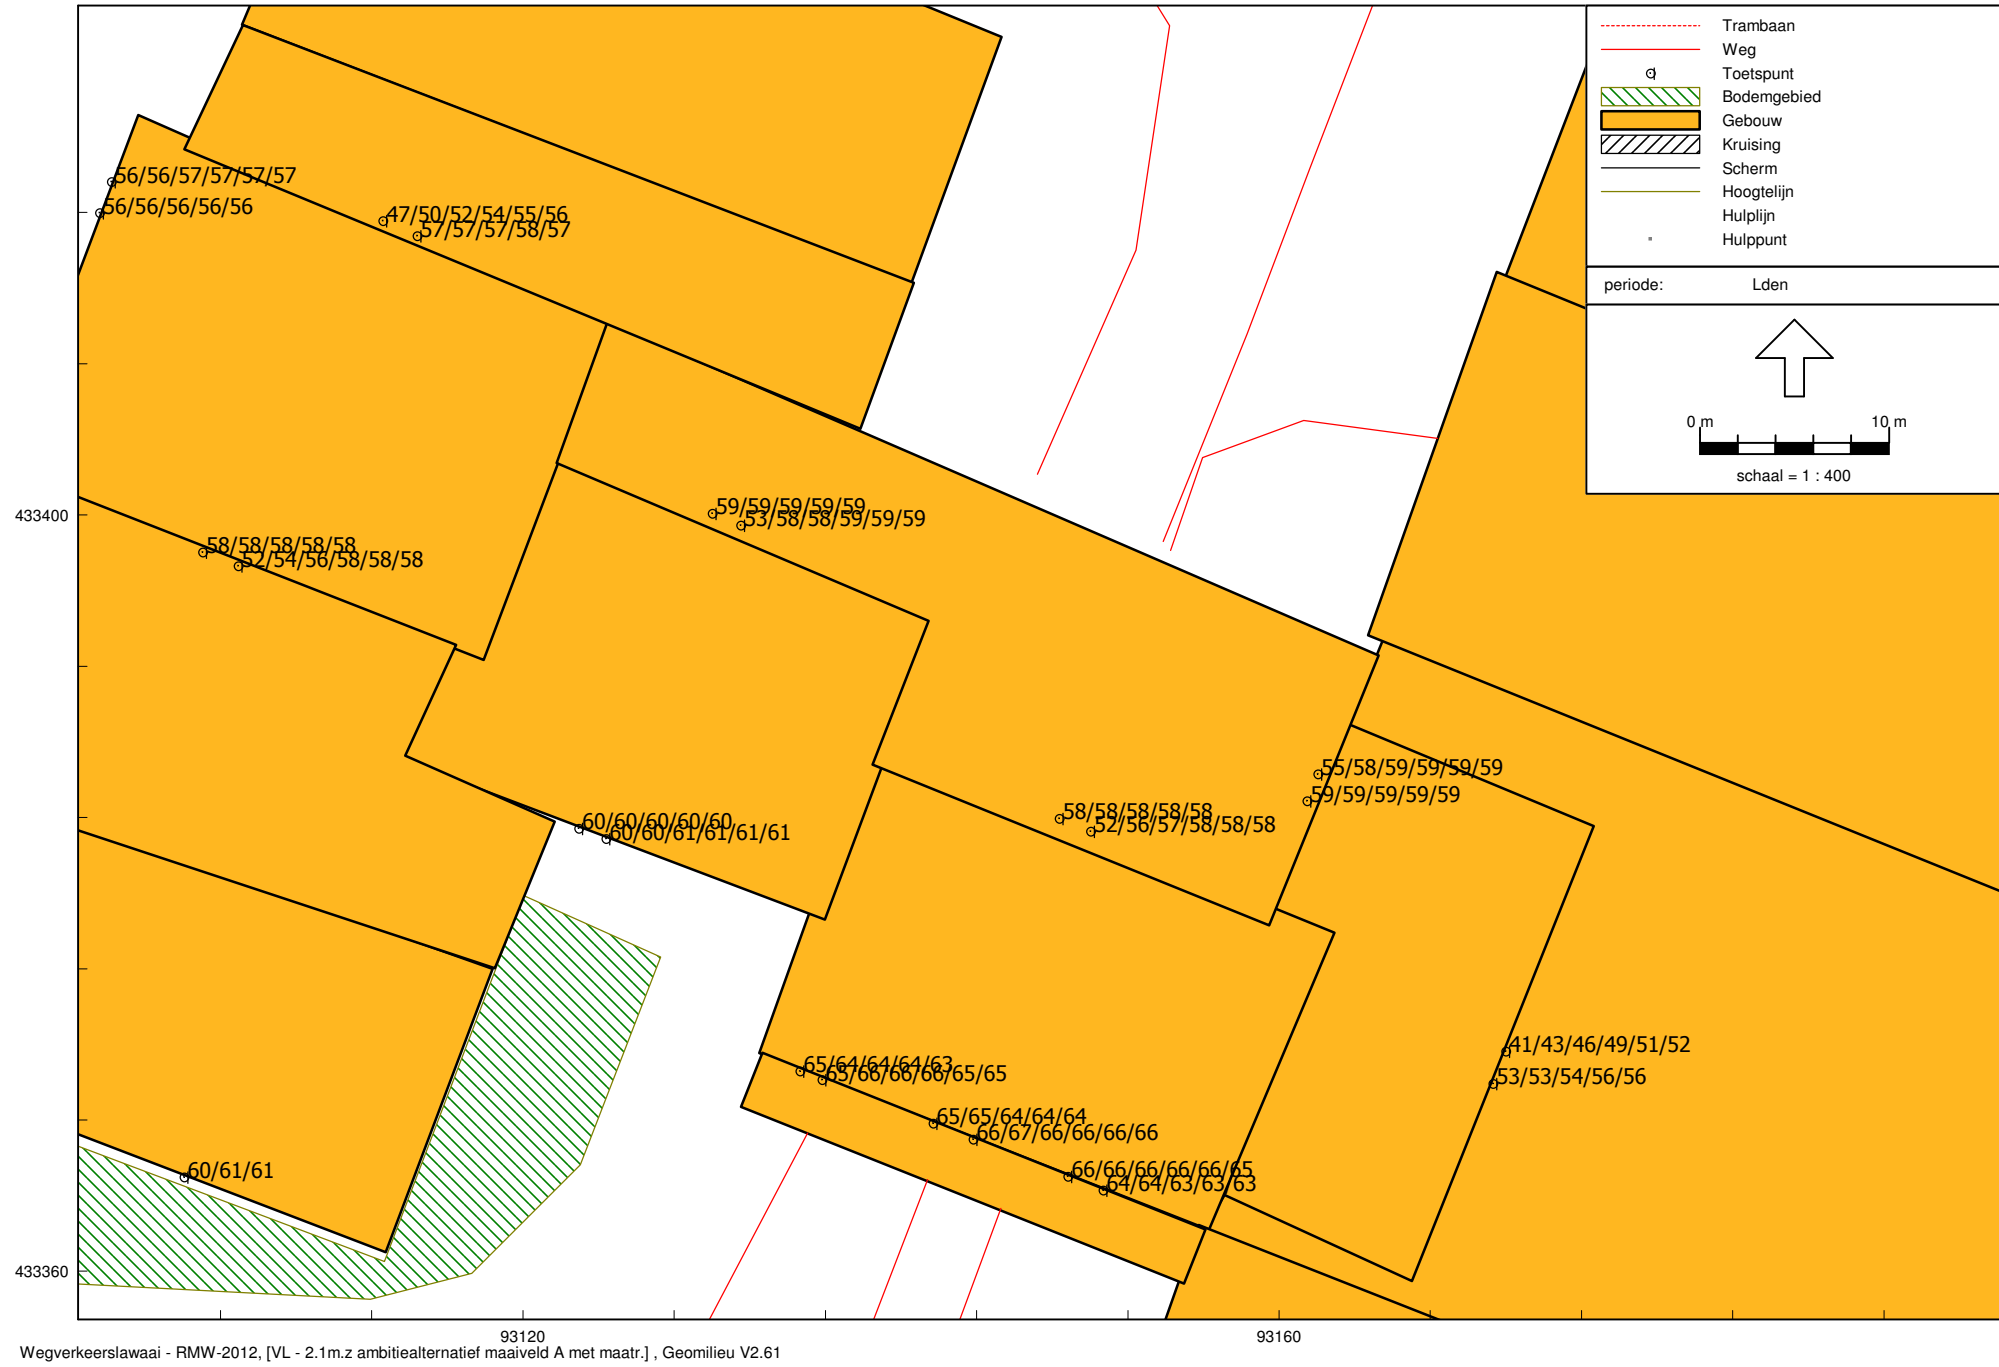 Trambaan
Weg
Toetspunt
Bodemgebied
Gebouw
Kruising
Scherm
Hoogtelijn
Hulplijn
Hulppunt
periode: Lden
0 m 10 m
schaal = 1 : 400
56/56/57/57/57/57
56/56/56/56/56
47/50/52/54/55/56
57/57/57/58/57
433400
59/59/59/59/59
53/58/58/59/59/59
58/58/58/58/58
52/54/56/58/58/58
55/58/59/59/59/59
59/59/59/59/59
58/58/58/58/58
52/56/57/58/58/58
60/60/60/60/60
60/60/61/61/61/61
41/43/46/49/51/52
53/53/54/56/56
65/64/64/64/63
65/66/66/66/65/65
65/65/64/64/64
66/67/66/66/66/66
66/66/66/66/66/65
64/64/63/63/63
60/61/61
433360
93120 93160
Wegverkeerslawaai - RMW-2012, [VL - 2.1m.z ambitiealternatief maaiveld A met maatr.] , Geomilieu V2.61